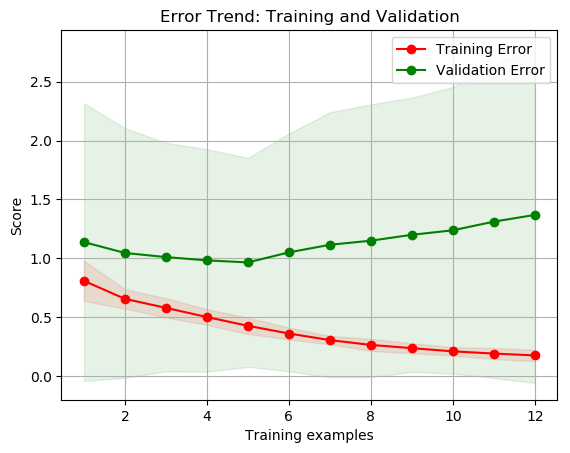 Error Trend: Training and Validation
Training Error
Validation Error
Score
2.5
2.0
1.5
1.0
0.5
0.0
2 4 6 8 10 12
Training examples